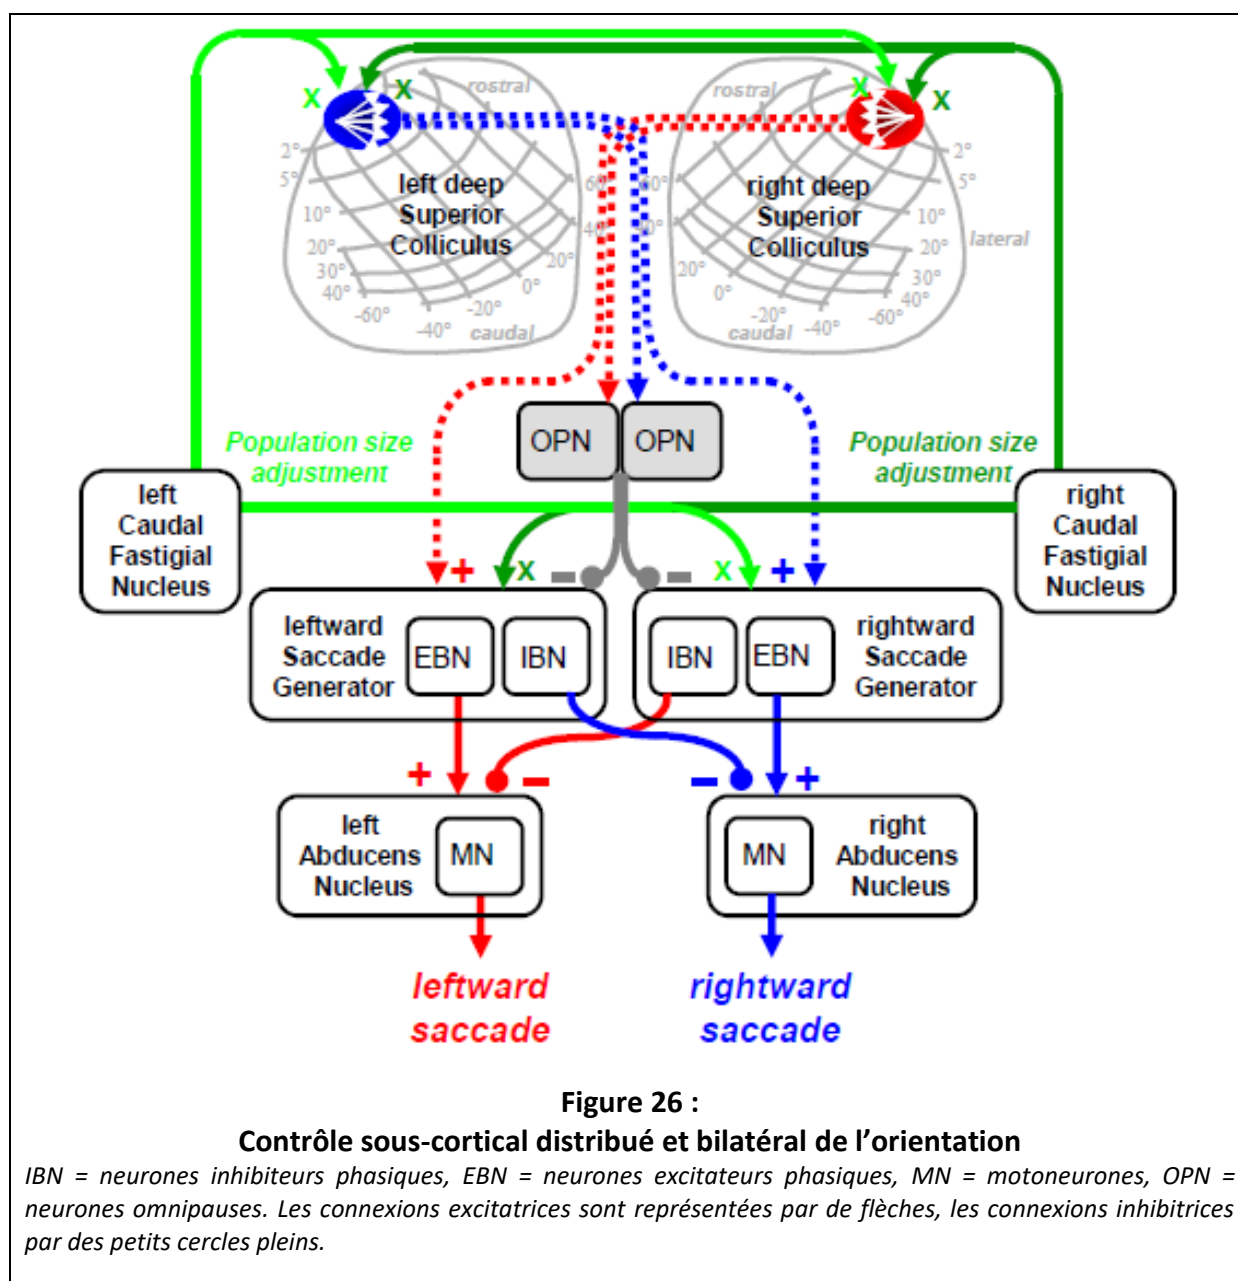 X
X
rostral
rostral
X
X
2°
5°
10°
20°
30°
40°
-60°
-40°
-20°
0°
20°
40°
60°
caudal
left deep
Superior
Colliculus
60°
40°
20°
0°
-20°
-40°
-60°
40°
30°
20°
10°
5°
2°
lateral
caudal
right deep
Superior
Colliculus
Population size
adjustment
OPN
OPN
Population size
adjustment
left
Caudal
Fastigial
Nucleus
right
Caudal
Fastigial
Nucleus
+
X
−
−
X
+
leftward
Saccade
Generator
EBN
IBN
IBN
EBN
rightward
Saccade
Generator
+
−
−
+
left
Abducens
Nucleus
MN
MN
right
Abducens
Nucleus
leftward
saccade
rightward
saccade
Figure 26 :
Contrôle sous-cortical distribué et bilatéral de l’orientation
IBN = neurones inhibiteurs phasiques, EBN = neurones excitateurs phasiques, MN = motoneurones, OPN =
neurones omnipauses. Les connexions excitatrices sont représentées par de flèches, les connexions inhibitrices
par des petits cercles pleins.